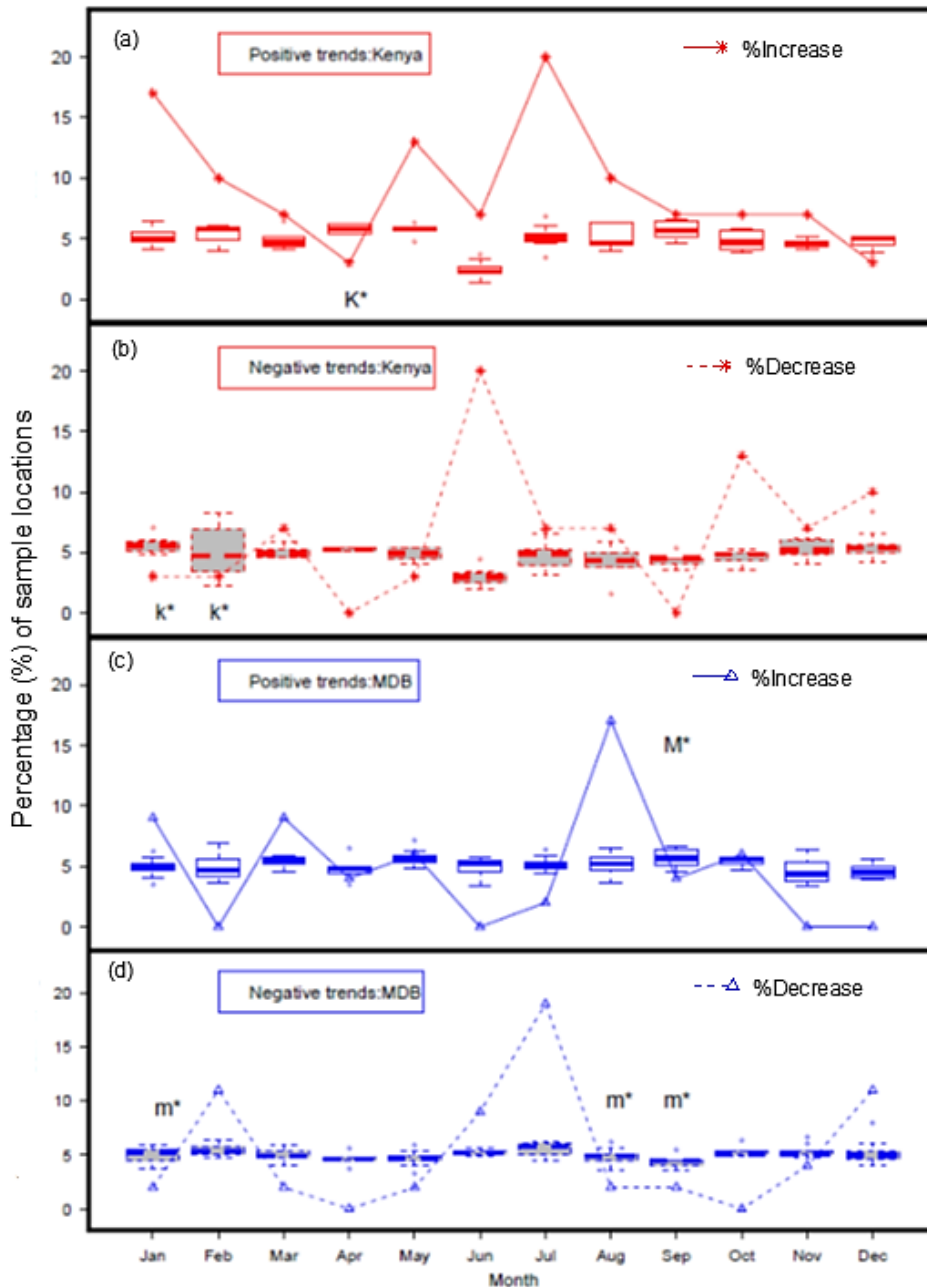 Percentage (%) of sample locations
(a)
Positive trends:Kenya
%Increase
20
15
10
5
0
K*
(b)
Negative trends:Kenya
%Decrease
20
15
10
5
0
k* k*
(c)
Positive trends:MDB
%Increase
20
15
10
5
0
M*
(d)
Negative trends:MDB
%Decrease
20
15
10
5
0
m* m* m*
Jan Feb Mar Apr May Jun Jul Aug Sep Oct Nov Dec
Month